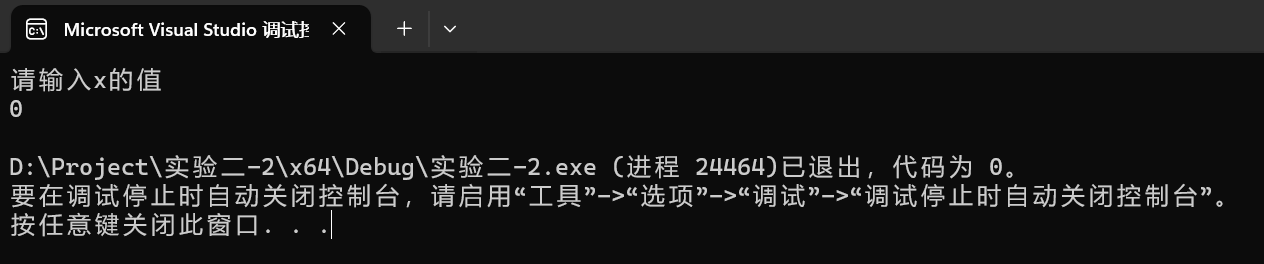 Microsoft Visual Studio 调试
请输入x的值
0
D:\Project\实验二-2\x64\Debug\实验二-2.exe (进程 24464)已退出，代码为 0。
要在调试停止时自动关闭控制台，请启用“工具”->“选项”->“调试”->“调试停止时自动关闭控制台”。
按任意键关闭此窗口. . .